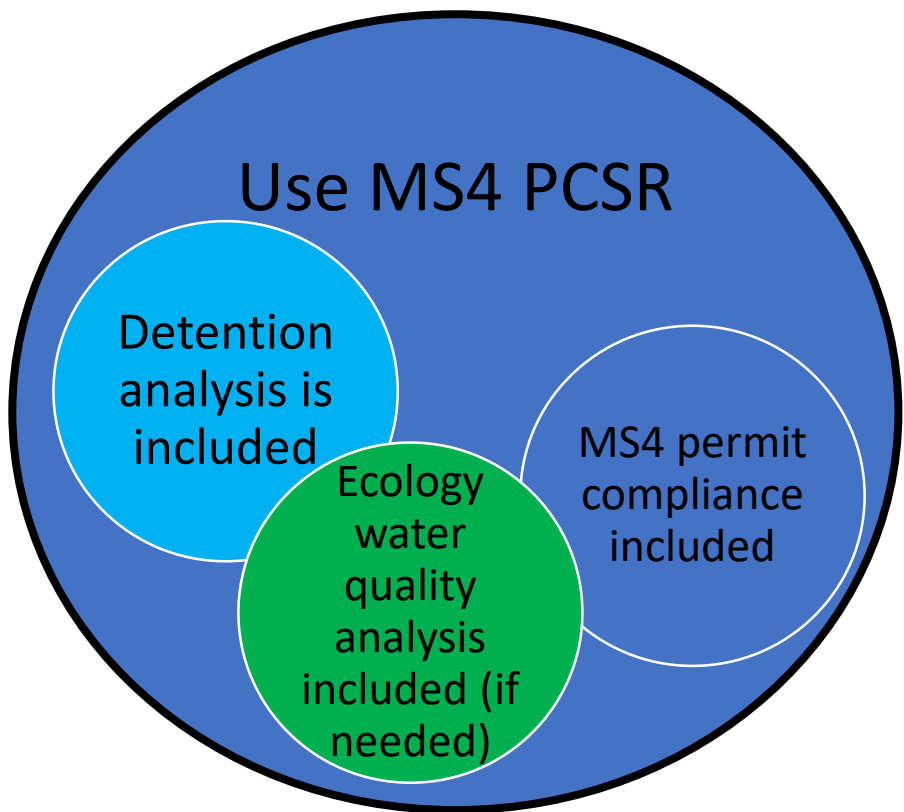 Use MS4 PCSR
Detention
analysis is
included
Ecology
water
quality
analysis
included (if
needed)
MS4 permit
compliance
included